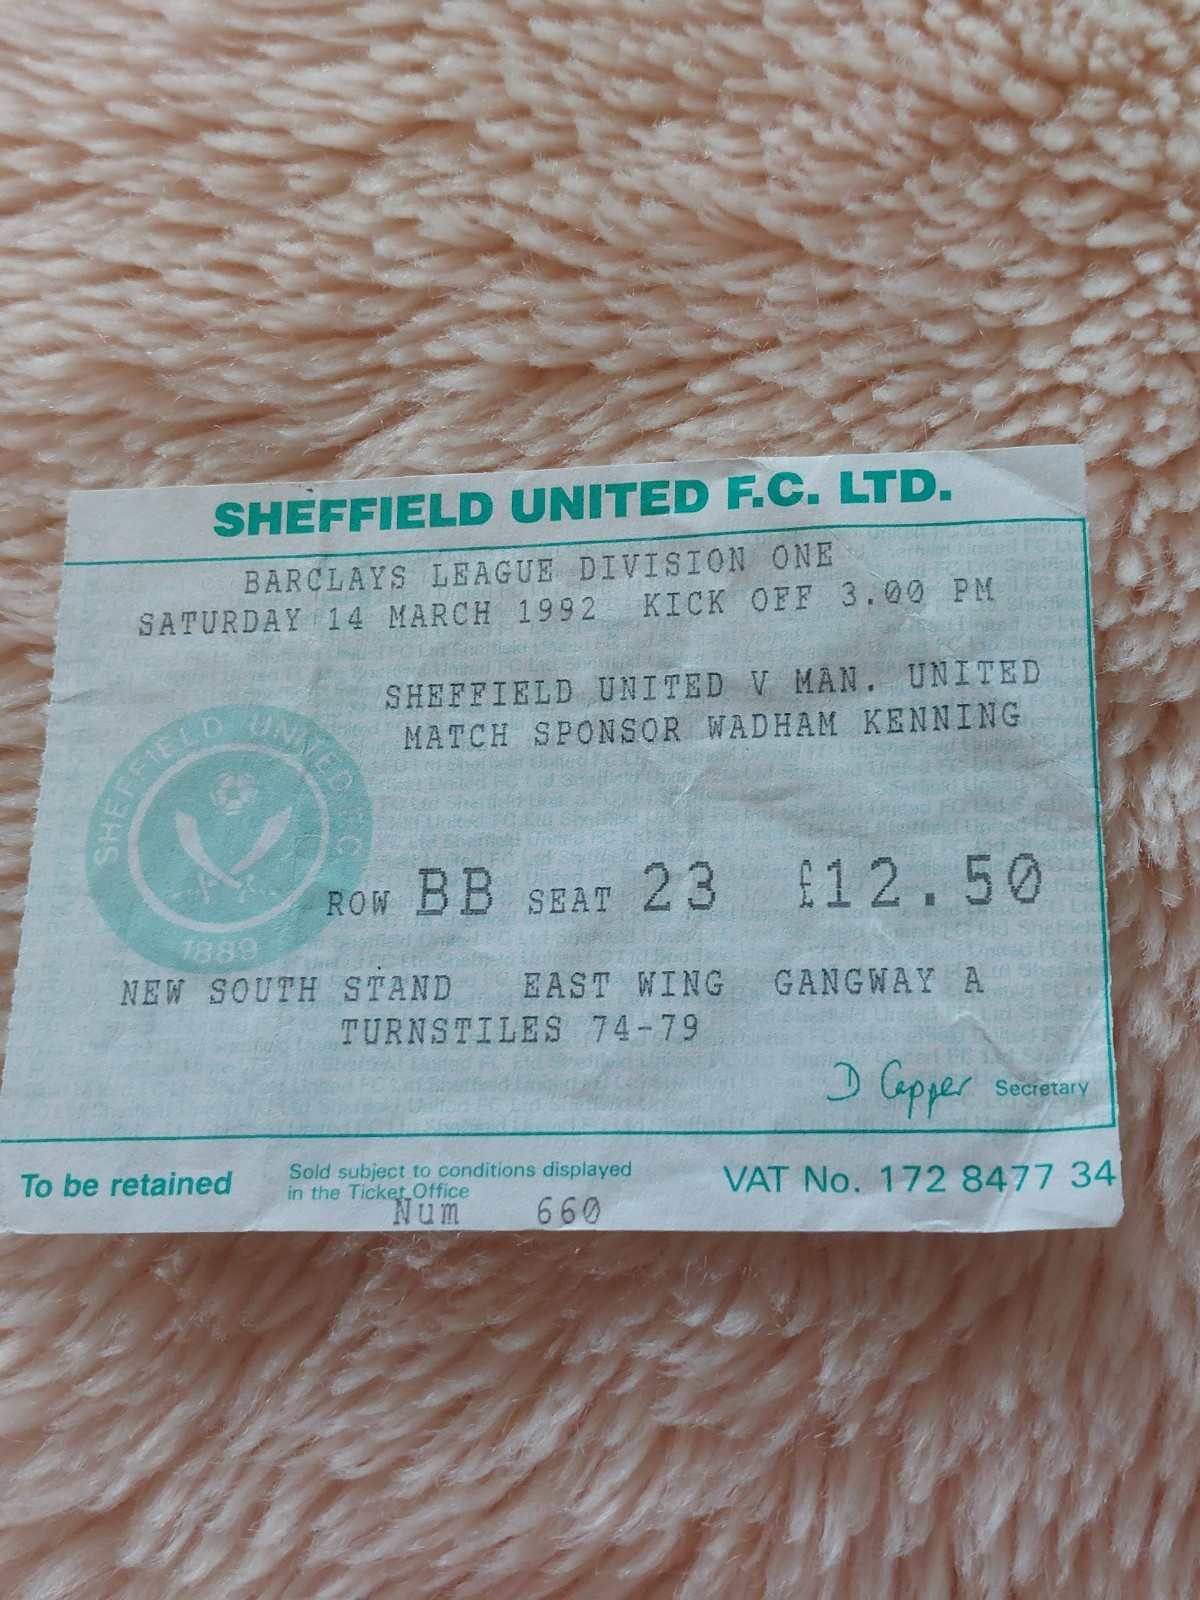 SHEFFIELD UNITED F.C. LTD.
BARCLAYS LEAGUE DIVISION ONE
SATURDAY 14 MARCH 1992 KICK OFF 3.00 PM
SHEFFIELD UNITED V MAN. UNITED
MATCH SPONSOR WADHAM KENNING
SHEFFIELD UNITED F.C
1889
ROW BB SEAT 23 £12.50
NEW SOUTH STAND EAST WING GANGWAY A
TURNSTILES 74-79
D Capper Secretary
To be retained
Sold subject to conditions displayed
in the Ticket Office
VAT No. 172 8477 34
Num 660